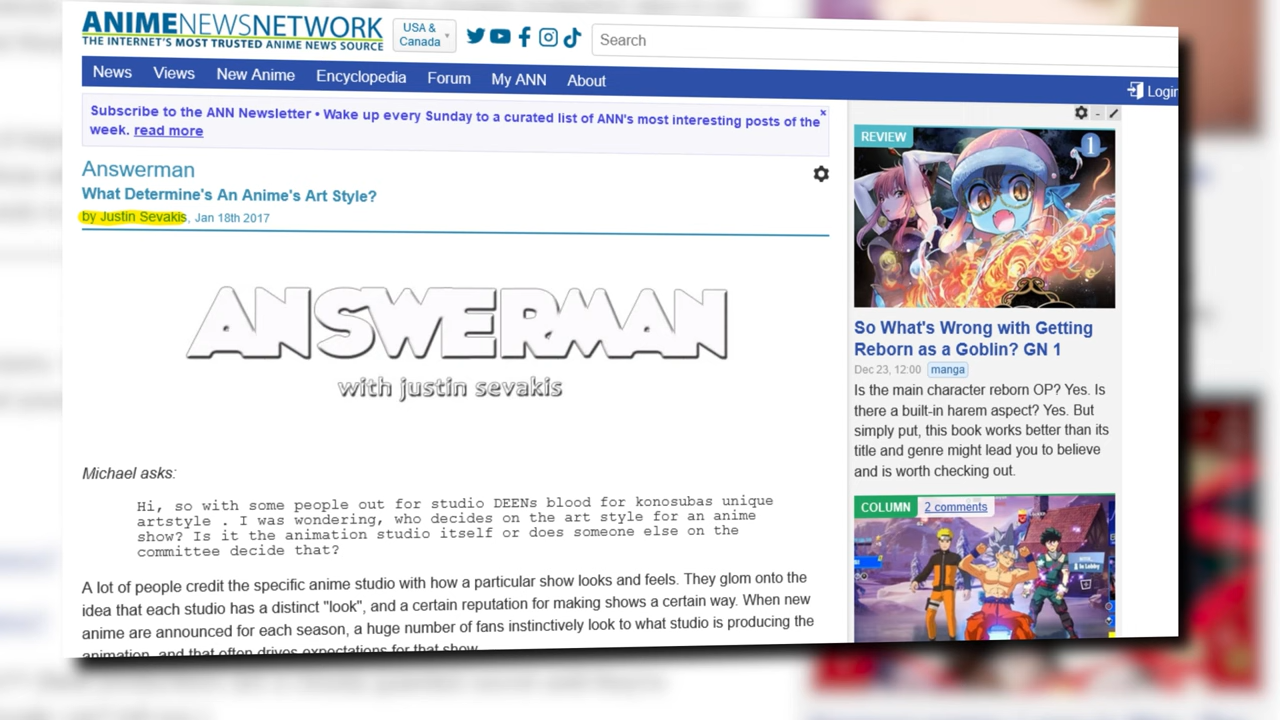 ANIMENEWSNETWORK
THE INTERNET'S MOST TRUSTED ANIME NEWS SOURCE
USA &
Canada
Search
News Views New Anime Encyclopedia Forum My ANN About
Login
Subscribe to the ANN Newsletter • Wake up every Sunday to a curated list of ANN's most interesting posts of the
week. read more
x
Answerman
What Determine's An Anime's Art Style?
by Justin Sevakis, Jan 18th 2017
ANSWERMAN
with justin sevakis
Michael asks:
Hi, so with some people out for studio DEENs blood for konosubas unique
artstyle . I was wondering, who decides on the art style for an anime
show? Is it the animation studio itself or does someone else on the
committee decide that?
A lot of people credit the specific anime studio with how a particular show looks and feels. They glom onto the
idea that each studio has a distinct "look", and a certain reputation for making shows a certain way. When new
anime are announced for each season, a huge number of fans instinctively look to what studio is producing the
animation, and that often drives expectations for that show.
REVIEW
1
So What's Wrong with Getting
Reborn as a Goblin? GN 1
Dec 23, 12:00 manga
Is the main character reborn OP? Yes. Is
there a built-in harem aspect? Yes. But
simply put, this book works better than its
title and genre might lead you to believe
and is worth checking out.
COLUMN 2 comments